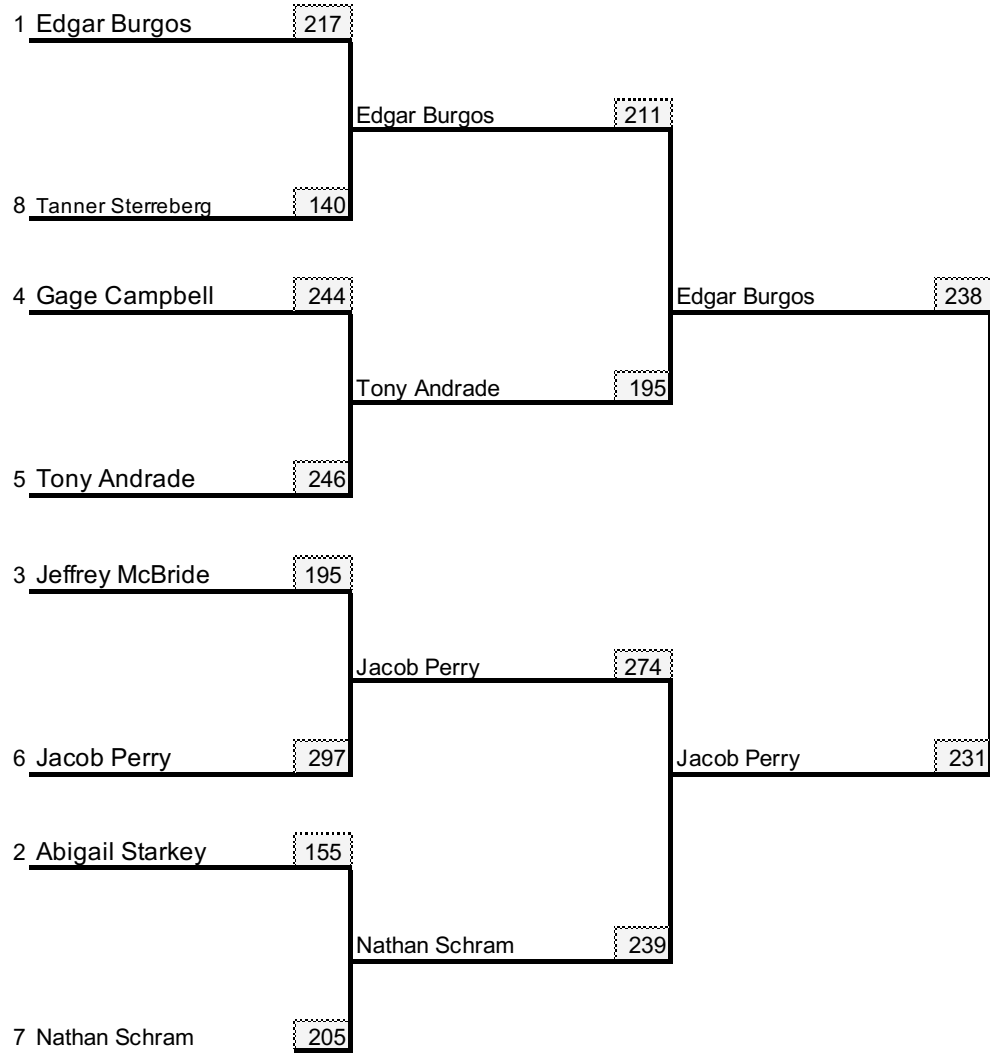 1 Edgar Burgos 217
Edgar Burgos 211
8 Tanner Sterreberg 140
4 Gage Campbell 244
Edgar Burgos 238
Tony Andrade 195
5 Tony Andrade 246
3 Jeffrey McBride 195
Jacob Perry 274
6 Jacob Perry 297
Jacob Perry 231
2 Abigail Starkey 155
Nathan Schram 239
7 Nathan Schram 205